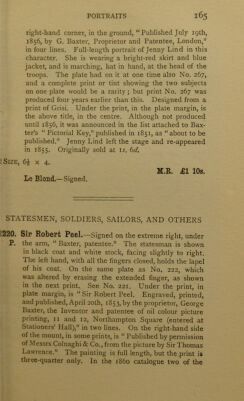 PORTRAITS 165
right-hand corner, in the ground, "Published July 19th,
1856, by G. Baxter, Proprietor and Patentee, London,"
in four lines. Full-length portrait of Jenny Lind in this
character. She is wearing a bright-red skirt and blue
jacket, and is marching, hat in hand, at the head of the
troops. The plate had on it at one time also No. 267,
and a complete print or tint showing the two subjects
on one plate would be a rarity; but print No. 267 was
produced four years earlier than this. Designed from a
print of Grisi. Under the print, in the plate margin, is
the above title, in the centre. Although not produced
until 1856, it was announced in the list attached to Bax-
ter's "Pictorial Key," published in 1851, as "about to be
published." Jenny Lind left the stage and re-appeared
in 1855. Originally sold at 1s. 6d.
SIZE, 6½ × 4.
M.R. £1 10s.
Le Blond.—Signed.
STATESMEN, SOLDIERS, SAILORS, AND OTHERS
220. Sir Robert Peel.—Signed on the extreme right, under
P. the arm, "Baxter, patentee." The statesman is shown
in black coat and white stock, facing slightly to right.
The left hand, with all the fingers closed, holds the lapel
of his coat. On the same plate as No. 222, which
was altered by erasing the extended finger, as shown
in the next print. See No. 221. Under the print, in
plate margin, is "Sir Robert Peel. Engraved, printed,
and published, April 20th, 1853, by the proprietor, George
Baxter, the Inventor and patentee of oil colour picture
printing, 11 and 12, Northampton Square (entered at
Stationers' Hall)," in two lines. On the right-hand side
of the mount, in some prints, is "Published by permission
of Messrs Colnaghi & Co., from the picture by Sir Thomas
Lawrence." The painting is full length, but the print is
three-quarter only. In the 1860 catalogue two of the